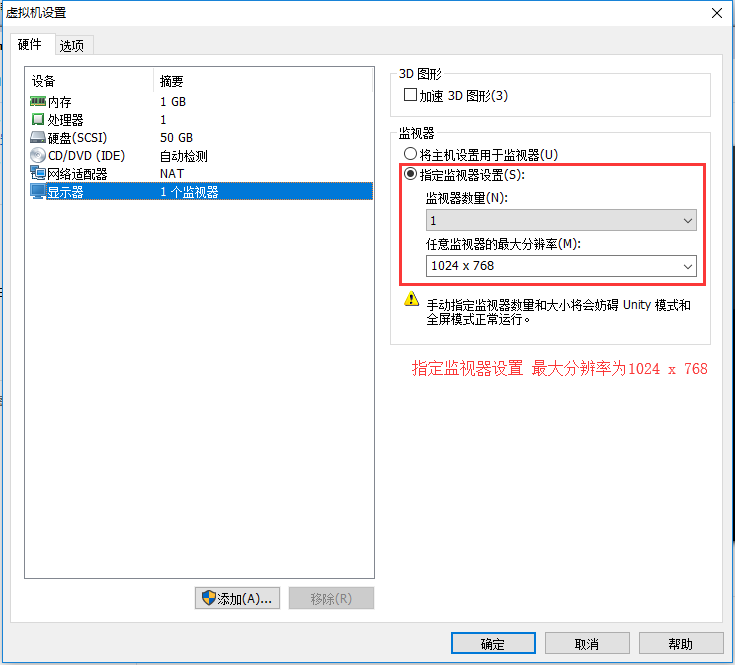 虚拟机设置
硬件 选项
设备 摘要
内存 1 GB
处理器 1
硬盘(SCSI) 50 GB
CD/DVD (IDE) 自动检测
网络适配器 NAT
显示器 1 个监视器
添加(A)... 移除(R)
3D 图形
加速 3D 图形(3)
监视器
将主机设置用于监视器(U)
指定监视器设置(S):
监视器数量(N):
1
任意监视器的最大分辨率(M):
1024 x 768
手动指定监视器数量和大小将会妨碍 Unity 模式和
全屏模式正常运行。
指定监视器设置 最大分辨率为1024 x 768
确定 取消 帮助